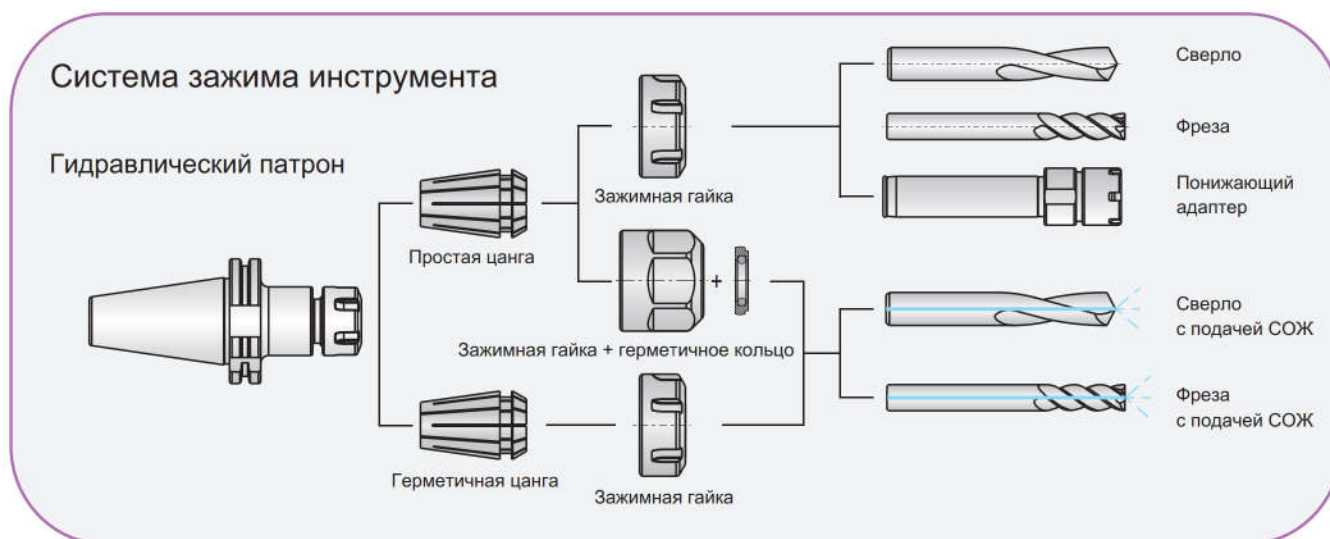 Система зажима инструмента
Гидравлический патрон
Простая цанга
Герметичная цанга
Зажимная гайка
+
Зажимная гайка + герметичное кольцо
Зажимная гайка
Сверло
Фреза
Понижающий
адаптер
Сверло
с подачей СОЖ
Фреза
с подачей СОЖ